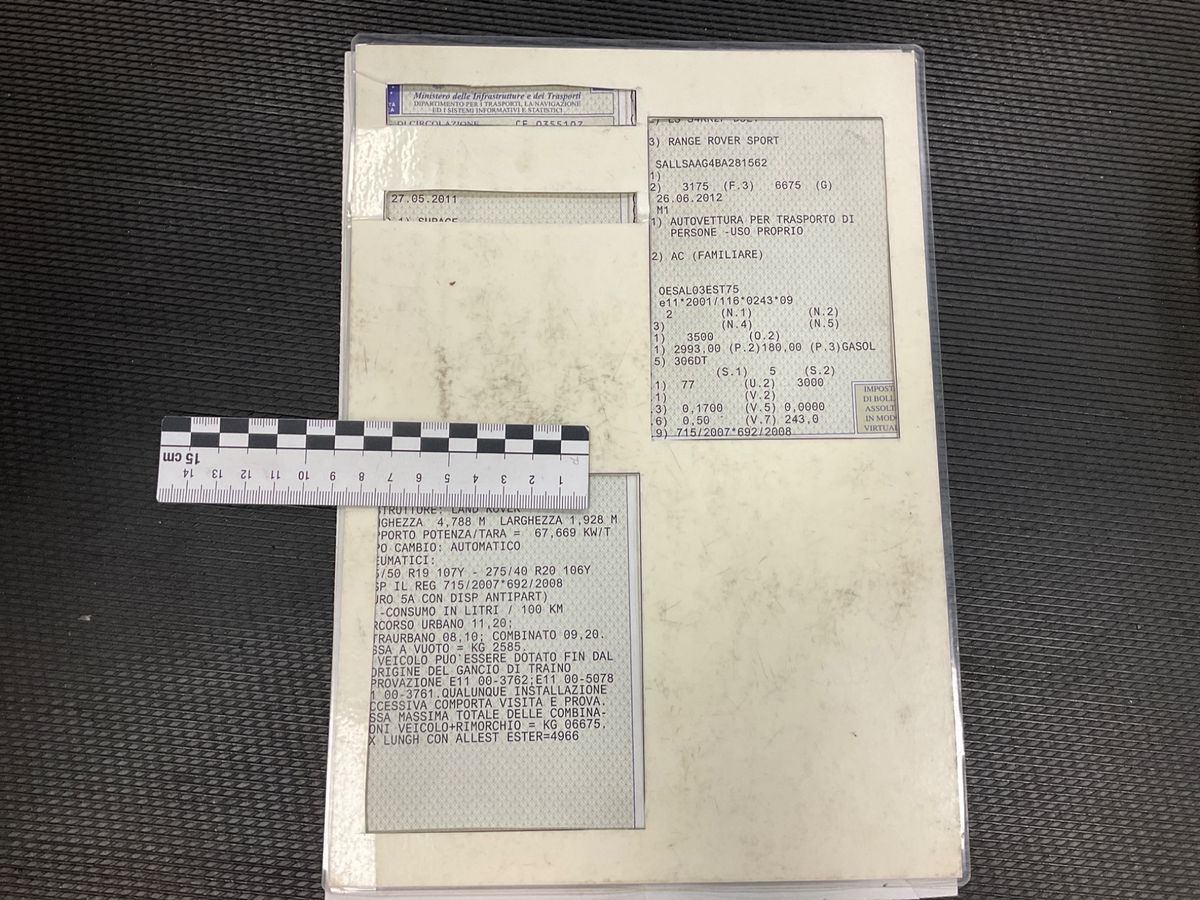 TA
CA
Ministero delle Infrastrutture e dei Trasporti
DIPARTIMENTO PER I TRASPORTI, LA NAVIGAZIONE
ED I SISTEMI INFORMATIVI E STATISTICI
DI CIRCOLAZIONE CF 0355107
27.05.2011
3) RANGE ROVER SPORT
SALLSAAG4BA281562
1)
2) 3175 (F.3) 6675 (G)
26.06.2012
M1
1) AUTOVETTURA PER TRASPORTO DI
PERSONE -USO PROPRIO
2) AC (FAMILIARE)
OESAL03EST75
e11*2001/116*0243*09
2 (N.1) (N.2)
3) (N.4) (N.5)
1) 3500 (O.2)
1) 2993,00 (P.2)180,00 (P.3)GASOL
5) 306DT
(S.1) 5 (S.2)
.1) 77 (U.2) 3000
.1) (V.2)
.3) 0,1700 (V.5) 0,0000
.6) 0,50 (V.7) 243,0
9) 715/2007*692/2008
IMPOST
DI BOLL
ASSOLT
IN MOD
VIRTUAL
15 cm 14 13 12 11 10 9 8 7 6 5 4 3 2 1
STRUTTURE: LAND ROVER
GHEZZA 4,788 M LARGHEZZA 1,928 M
PPORTO POTENZA/TARA = 67,669 KW/T
PO CAMBIO: AUTOMATICO
EUMATICI:
5/50 R19 107Y - 275/40 R20 106Y
SP IL REG 715/2007*692/2008
URO 5A CON DISP ANTIPART)
-CONSUMO IN LITRI / 100 KM
RCORSO URBANO 11,20;
TRAURBANO 08,10; COMBINATO 09,20.
SSA A VUOTO = KG 2585.
VEICOLO PUO'ESSERE DOTATO FIN DAL
ORIGINE DEL GANCIO DI TRAINO
PROVAZIONE E11 00-3762;E11 00-5078
1 00-3761.QUALUNQUE INSTALLAZIONE
CCESSIVA COMPORTA VISITA E PROVA.
SSA MASSIMA TOTALE DELLE COMBINA-
ONI VEICOLO+RIMORCHIO = KG 06675.
X LUNGH CON ALLEST ESTER=4966